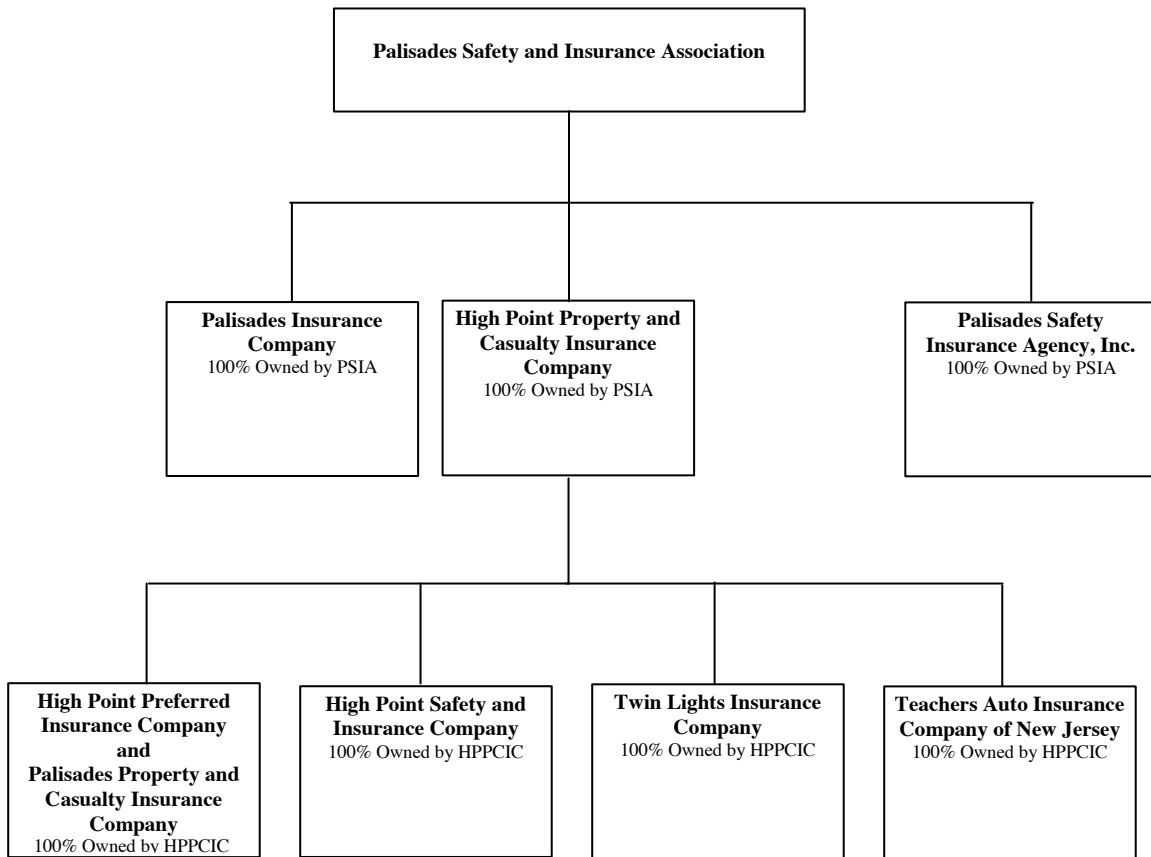 Palisades Safety and Insurance Association
Palisades Insurance
Company
100% Owned by PSIA
High Point Property and
Casualty Insurance
Company
100% Owned by PSIA
Palisades Safety
Insurance Agency, Inc.
100% Owned by PSIA
High Point Preferred
Insurance Company
and
Palisades Property and
Casualty Insurance
Company
100% Owned by HPPCIC
High Point Safety and
Insurance Company
100% Owned by HPPCIC
Twin Lights Insurance
Company
100% Owned by HPPCIC
Teachers Auto Insurance
Company of New Jersey
100% Owned by HPPCIC